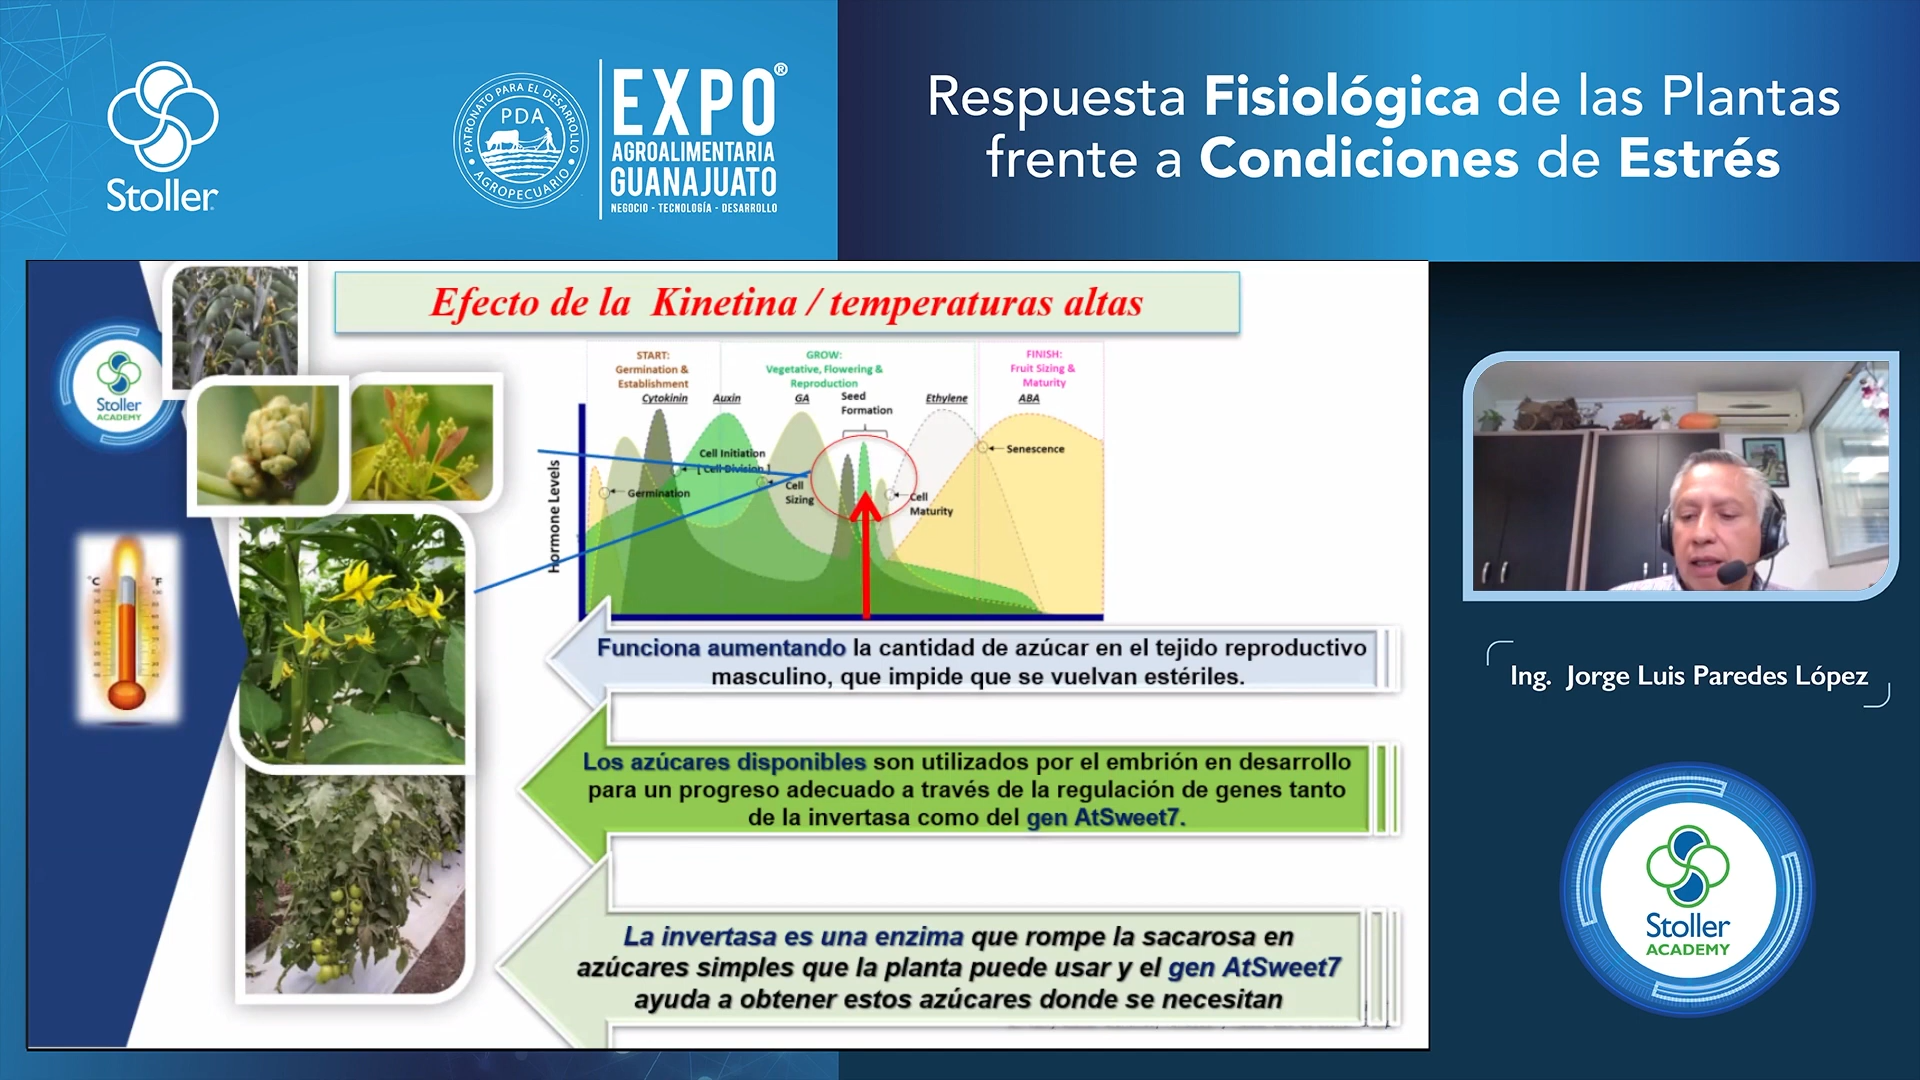 Stoller
PATRONATO PARA EL DESARROLLO
PDA
AGROPECUARIO
EXPO®
AGROALIMENTARIA
GUANAJUATO
NEGOCIO - TECNOLOGÍA - DESARROLLO
Respuesta Fisiológica de las Plantas
frente a Condiciones de Estrés
Efecto de la Kinetina / temperaturas altas
Stoller
ACADEMY
°C
°F
START:
Germination &
Establishment
GROW:
Vegetative, Flowering &
Reproduction
FINISH:
Fruit Sizing &
Maturity
Cytokinin
Auxin
GA
Seed
Formation
Ethylene
ABA
Hormone Levels
Germination
Cell Initiation
[ Cell Division ]
Cell
Sizing
Cell
Maturity
Senescence
Funciona aumentando la cantidad de azúcar en el tejido reproductivo
masculino, que impide que se vuelvan estériles.
Los azúcares disponibles son utilizados por el embrión en desarrollo
para un progreso adecuado a través de la regulación de genes tanto
de la invertasa como del gen AtSweet7.
La invertasa es una enzima que rompe la sacarosa en
azúcares simples que la planta puede usar y el gen AtSweet7
ayuda a obtener estos azúcares donde se necesitan
Ing. Jorge Luis Paredes López
Stoller
ACADEMY